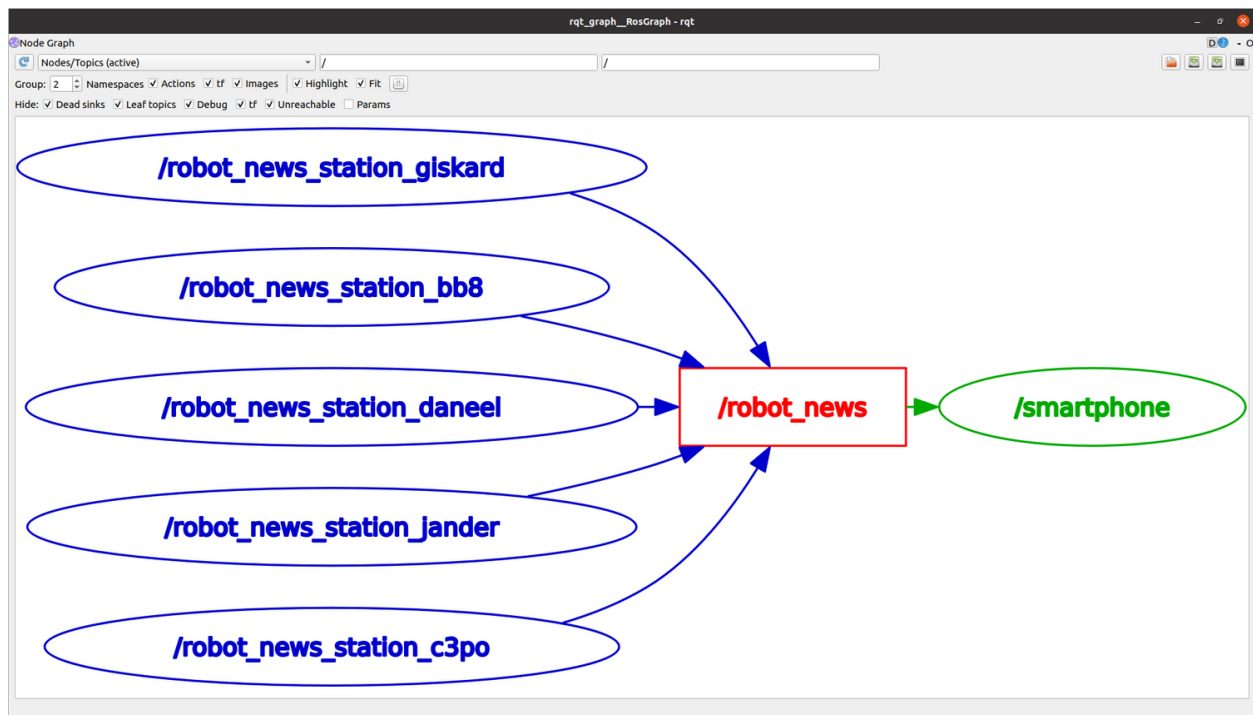 rqt_graph__RosGraph - rqt
Node Graph
D
- O
Nodes/Topics (active) / /
Group: 2 Namespaces Actions tf Images Highlight Fit
Hide: Dead sinks Leaf topics Debug tf Unreachable Params
/robot_news_station_giskard
/robot_news_station_bb8
/robot_news_station_daneel
/robot_news
/smartphone
/robot_news_station_jander
/robot_news_station_c3po